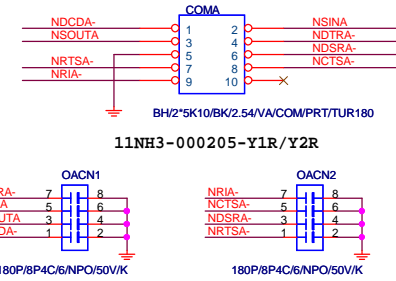 COMA
NDCDA- 1 2 NSINA
NSOUTA 3 4 NDTRA-
5 6 NDSRA-
NRTSA- 7 8 NCTSA-
NRIA- 9 10
BH/2*5K10/BK/2.54/VA/COM/PRT/TUR180
11NH3-000205-Y1R/Y2R
OACN1 OACN2
RA- 7 8 NRIA- 7 8
A 5 6 NCTSA- 5 6
UTA 3 4 NDSRA- 3 4
DA- 1 2 NRTSA- 1 2
180P/8P4C/6/NPO/50V/K 180P/8P4C/6/NPO/50V/K